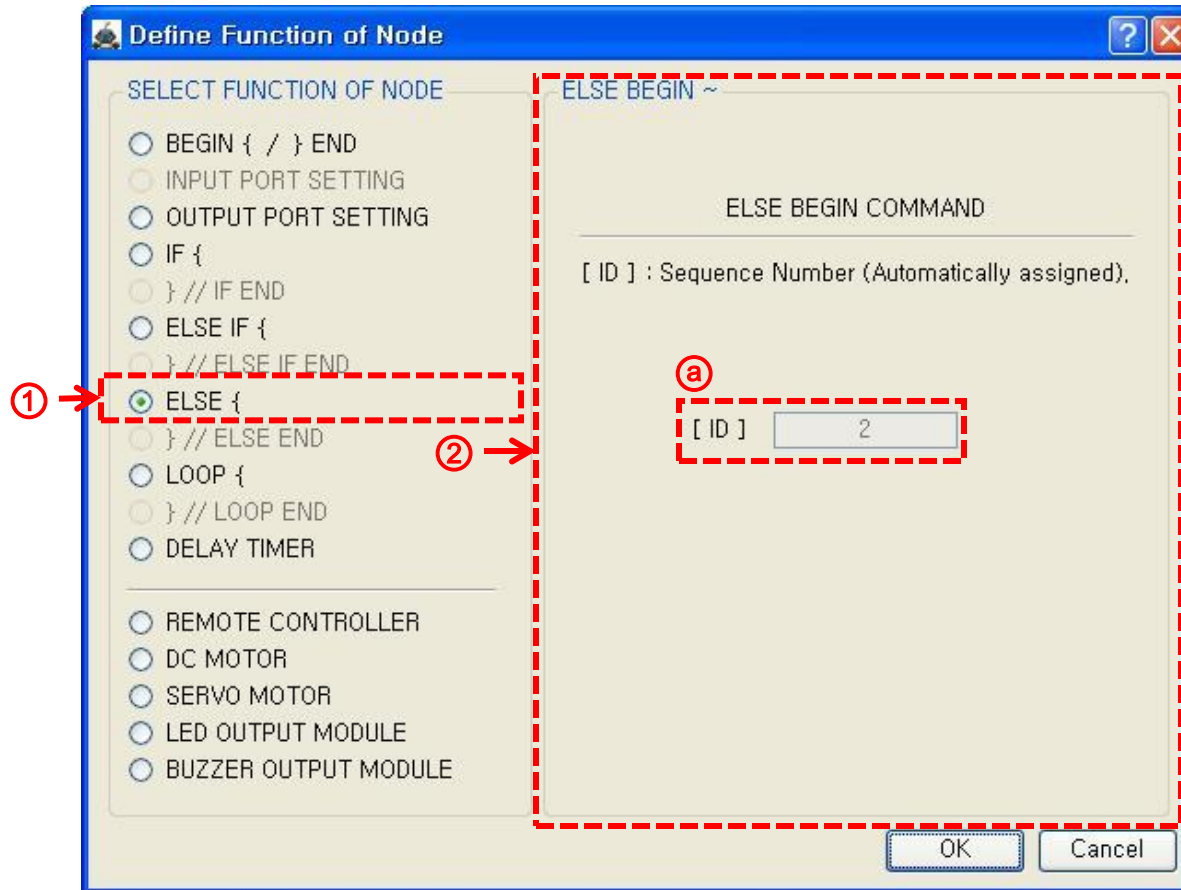 Define Function of Node
?
SELECT FUNCTION OF NODE
BEGIN { / } END
INPUT PORT SETTING
OUTPUT PORT SETTING
IF {
} // IF END
ELSE IF {
} // ELSE IF END
① ELSE {
} // ELSE END
LOOP {
} // LOOP END
DELAY TIMER
REMOTE CONTROLLER
DC MOTOR
SERVO MOTOR
LED OUTPUT MODULE
BUZZER OUTPUT MODULE
②
ELSE BEGIN ~
ELSE BEGIN COMMAND
[ ID ] : Sequence Number (Automatically assigned),
ⓐ
[ ID ] 2
OK Cancel